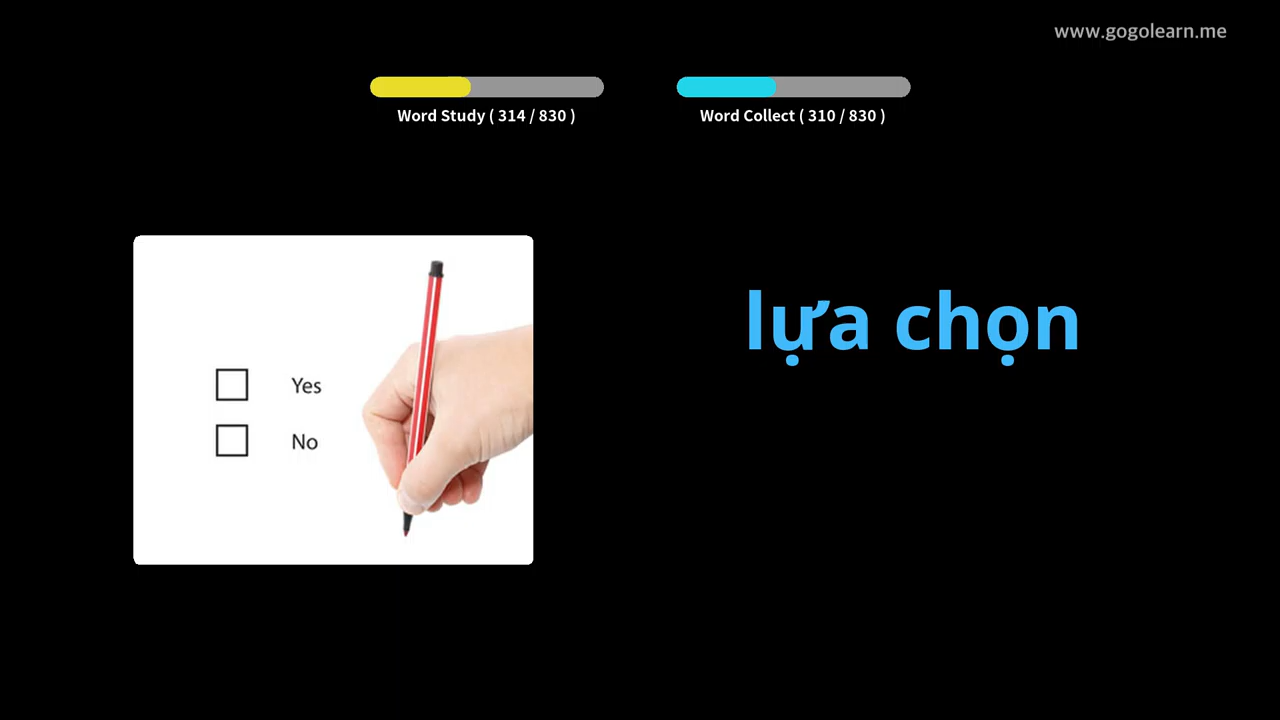 www.gogolearn.me
Word Study ( 314 / 830 )
Word Collect ( 310 / 830 )
lựa chọn
Yes
No